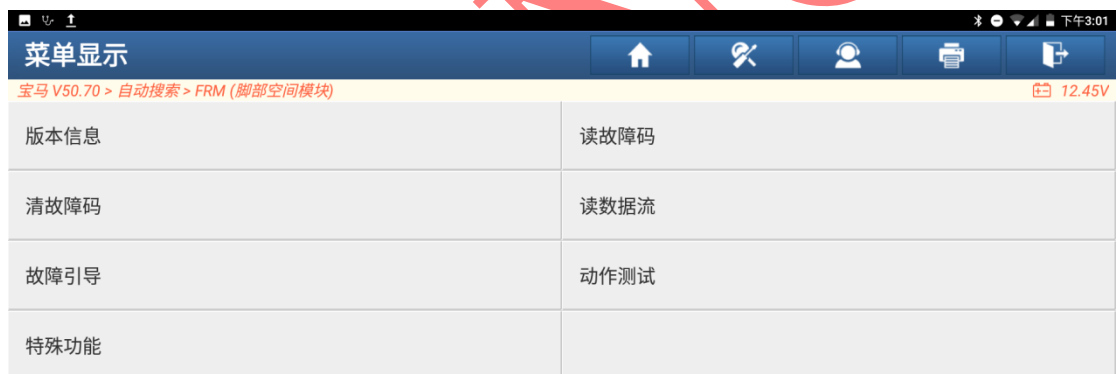 下午3:01
菜单显示
宝马 V50.70 > 自动搜索 > FRM (脚部空间模块)
12.45V
版本信息
读故障码
清故障码
读数据流
故障引导
动作测试
特殊功能